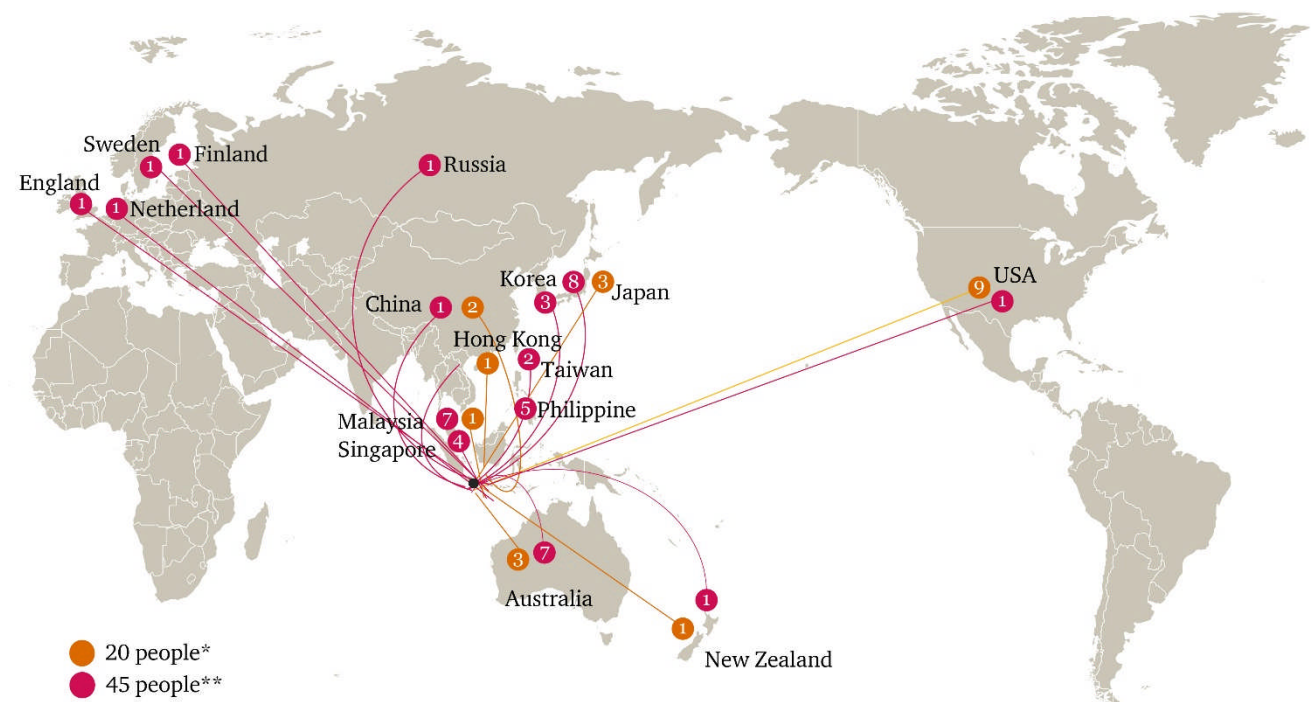 Sweden
1
1
Finland
1
Russia
England
1
1
Netherland
Korea
8
3
Japan
3
9
USA
1
China
1
2
Hong Kong
1
2
Taiwan
5
Philippine
Malaysia
7
1
Singapore
4
3
7
Australia
1
1
New Zealand
20 people*
45 people**